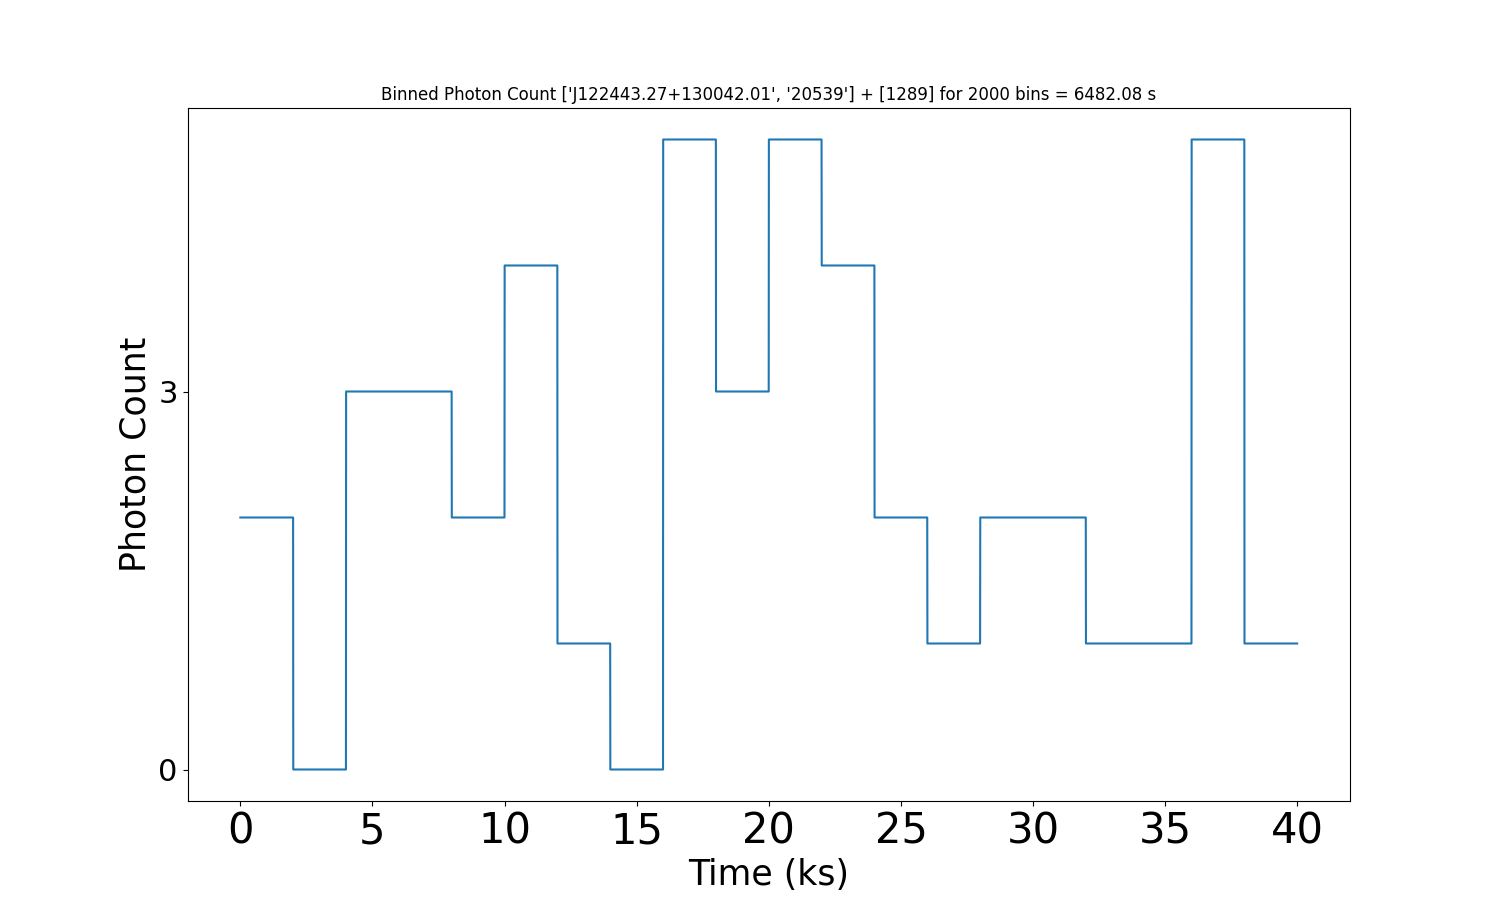 Binned Photon Count ['J122443.27+130042.01', '20539'] + [1289] for 2000 bins = 6482.08 s
Photon Count
3
0
0 5 10 15 20 25 30 35 40
Time (ks)